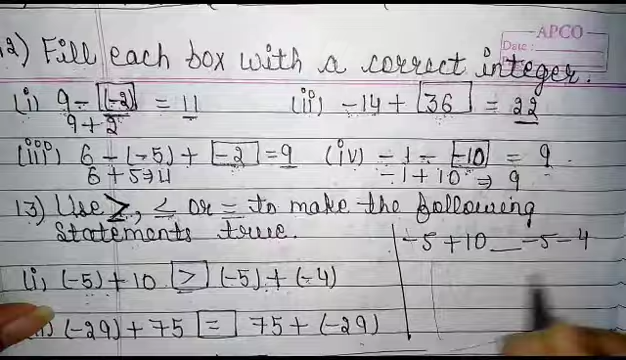 APCO
Date:
12) Fill each box with a correct integer.
(i) 9 - (-2) = 11 (ii) -14 + 36 = 22
9 + 2
(iii) 6 - (-5) + -2 = 9 (iv) -1 - -10 = 9.
6 + 5 → 11 -1 + 10 ⇒ 9
13) Use >, < or = to make the following
statements true.
-5 + 10 __ -5 - 4
(i) (-5) + 10 > (-5) + (-4)
(-29) + 75 = 75 + (-29)